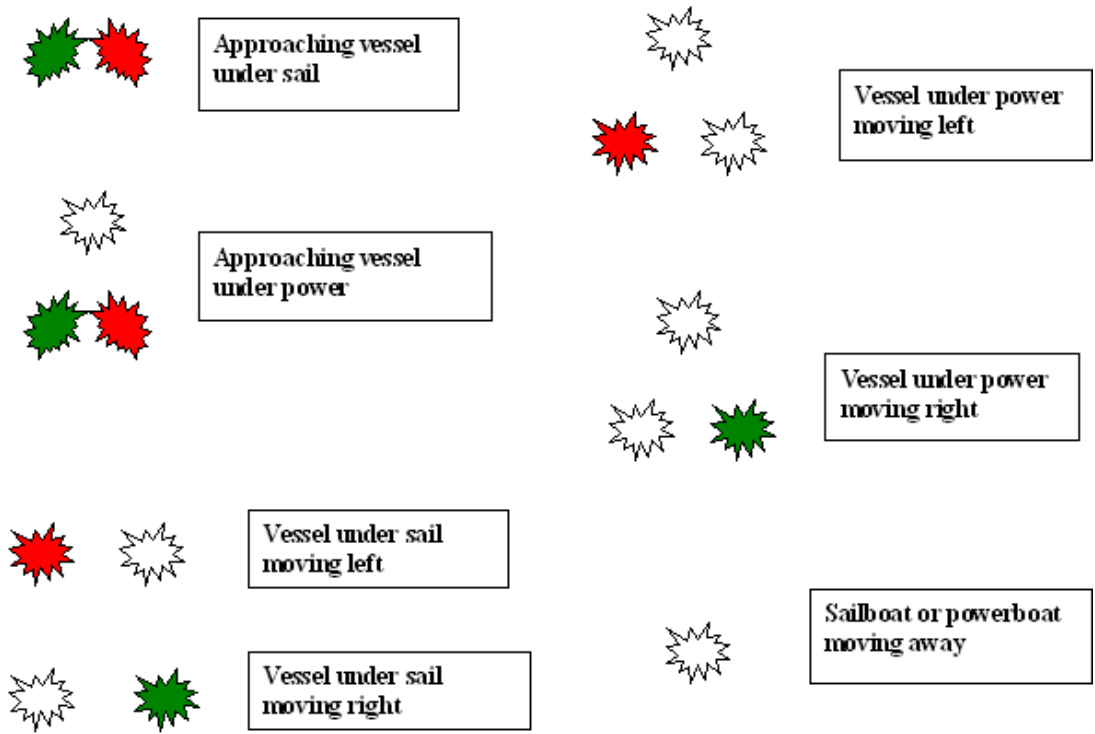 Approaching vessel
under sail
Approaching vessel
under power
Vessel under sail
moving left
Vessel under sail
moving right
Vessel under power
moving left
Vessel under power
moving right
Sailboat or powerboat
moving away